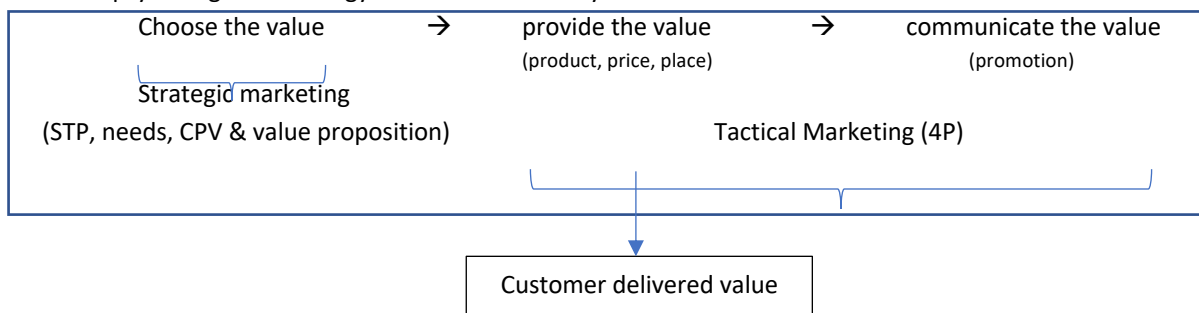 Choose the value → provide the value → communicate the value
(product, price, place) (promotion)
Strategic marketing
(STP, needs, CPV & value proposition) Tactical Marketing (4P)
Customer delivered value